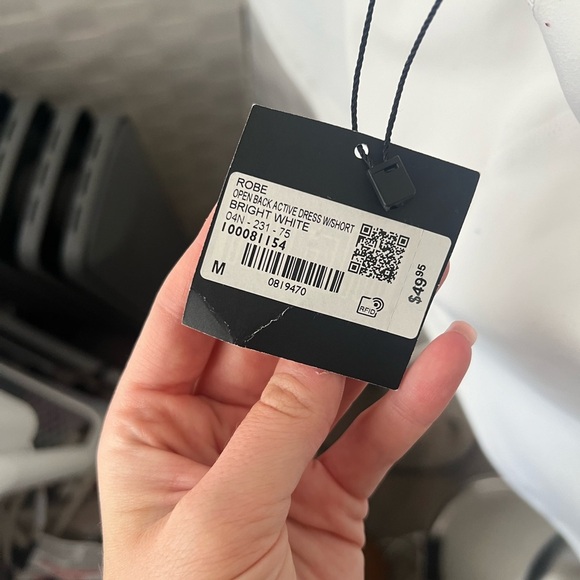 ROBE
OPEN BACK ACTIVE DRESS W/SHORT
BRIGHT WHITE
04N - 231 - 75
100081154
M
0819470
RFID
$49.95